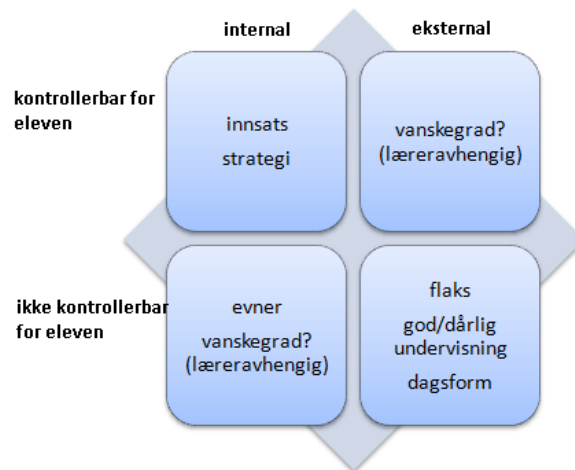 internal
eksternal
kontrollerbar for
eleven
innsats
strategi
vanskegrad?
(læreravhengig)
ikke kontrollerbar
for eleven
evner
vanskegrad?
(læreravhengig)
flaks
god/dårlig
undervisning
dagsform